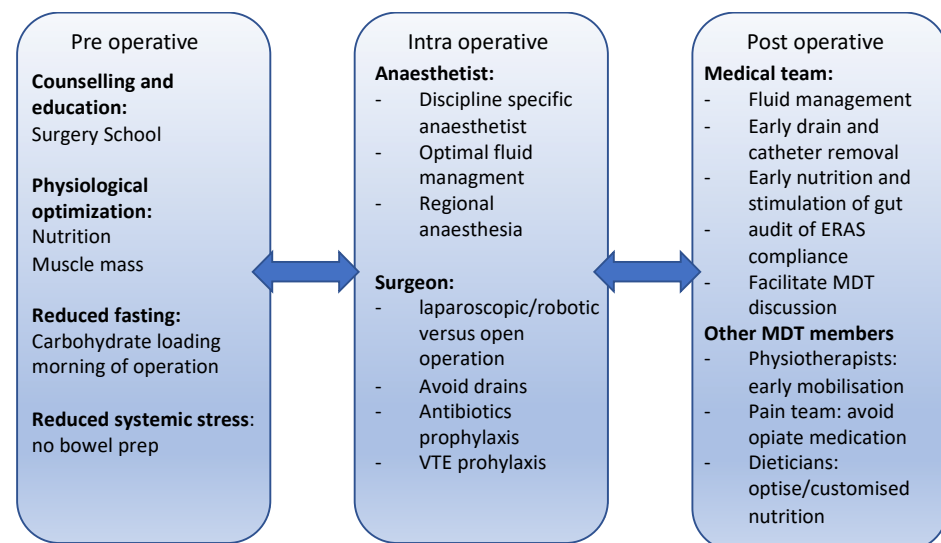 Pre operative
Counselling and
education:
Surgery School
Physiological
optimization:
Nutrition
Muscle mass
Reduced fasting:
Carbohydrate loading
morning of operation
Reduced systemic stress:
no bowel prep
Intra operative
Anaesthetist:
- Discipline specific
anaesthetist
- Optimal fluid
managment
- Regional
anaesthesia
Surgeon:
- laparoscopic/robotic
versus open
operation
- Avoid drains
- Antibiotics
prophylaxis
- VTE prohylaxis
Post operative
Medical team:
- Fluid management
- Early drain and
catheter removal
- Early nutrition and
stimulation of gut
- audit of ERAS
compliance
- Facilitate MDT
discussion
Other MDT members
- Physiotherapists:
early mobilisation
- Pain team: avoid
opiate medication
- Dieticians:
optise/customised
nutrition